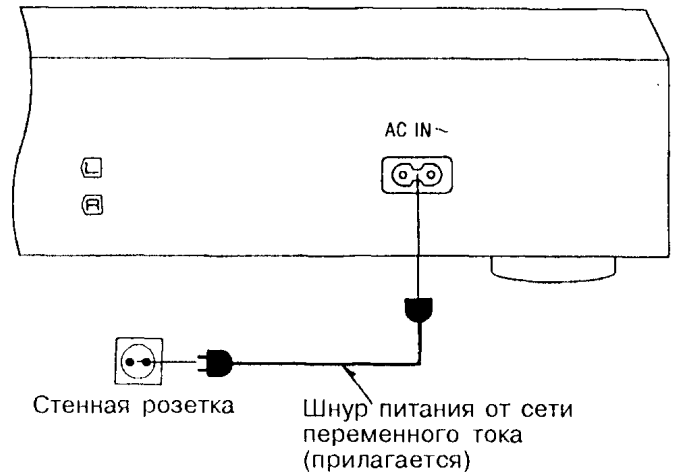 AC IN ~
L
R
Стенная розетка
Шнур питания от сети
переменного тока
(прилагается)